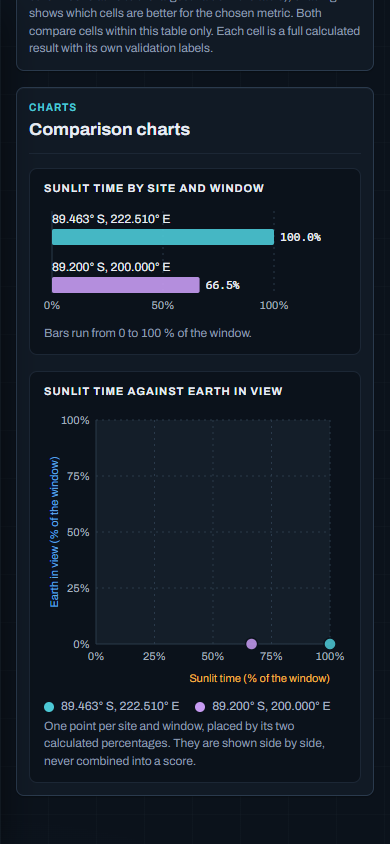 shows which cells are better for the chosen metric. Both
compare cells within this table only. Each cell is a full calculated
result with its own validation labels.
CHARTS
Comparison charts
SUNLIT TIME BY SITE AND WINDOW
89.463° S, 222.510° E
100.0%
89.200° S, 200.000° E
66.5%
0% 50% 100%
Bars run from 0 to 100 % of the window.
SUNLIT TIME AGAINST EARTH IN VIEW
100%
75%
50%
25%
0%
Earth in view (% of the window)
0% 25% 50% 75% 100%
Sunlit time (% of the window)
89.463° S, 222.510° E 89.200° S, 200.000° E
One point per site and window, placed by its two
calculated percentages. They are shown side by side,
never combined into a score.